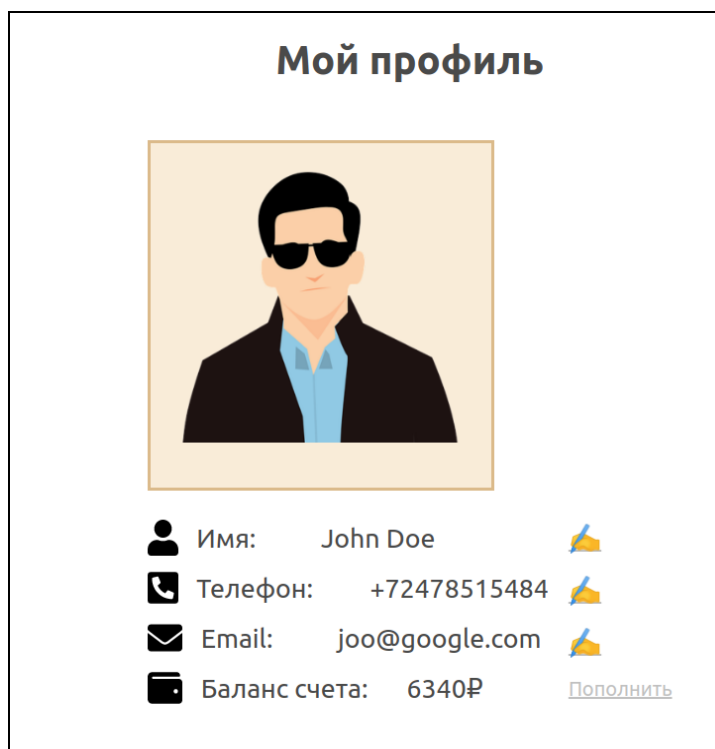 Мой профиль
Имя: John Doe
Телефон: +72478515484
Email: joo@google.com
Баланс счета: 6340₽ Пополнить